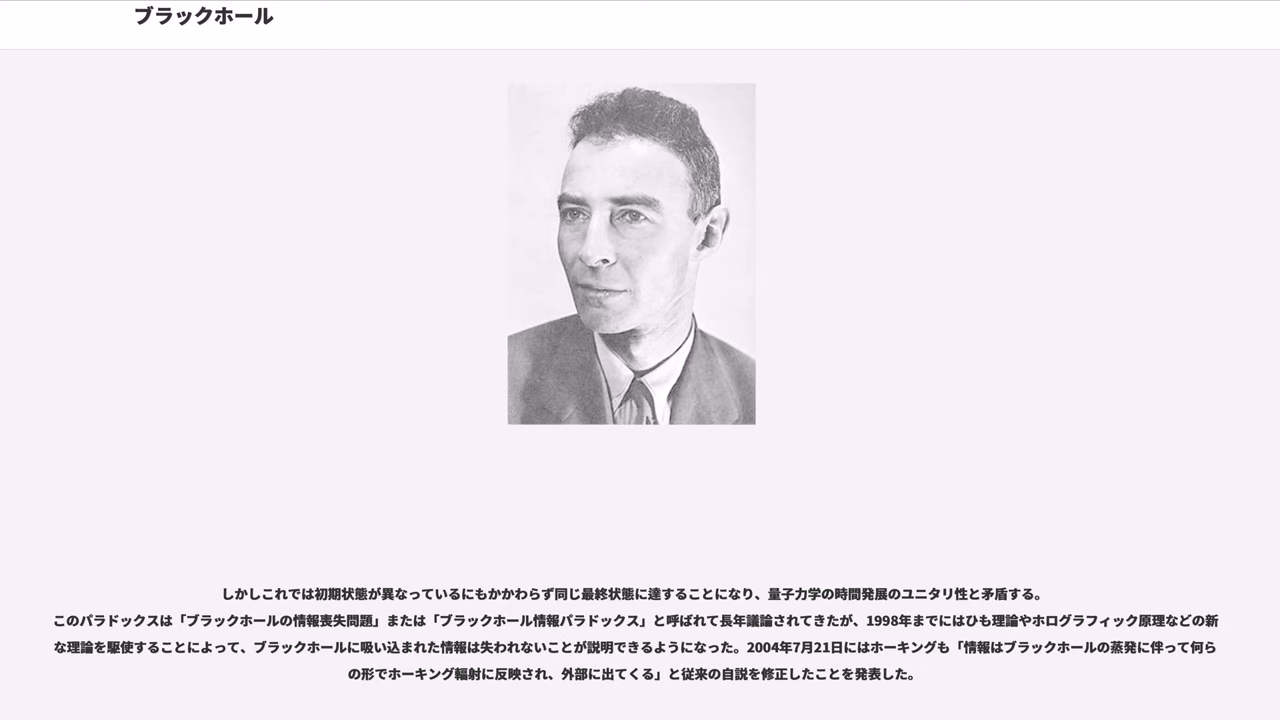 ブラックホール
しかしこれでは初期状態が異なっているにもかかわらず同じ最終状態に達することになり、量子力学の時間発展のユニタリ性と矛盾する。
このパラドックスは「ブラックホールの情報喪失問題」または「ブラックホール情報パラドックス」と呼ばれて長年議論されてきたが、1998年までにはひも理論やホログラフィック原理などの新
な理論を駆使することによって、ブラックホールに吸い込まれた情報は失われないことが説明できるようになった。2004年7月21日にはホーキングも「情報はブラックホールの蒸発に伴って何ら
の形でホーキング輻射に反映され、外部に出てくる」と従来の自説を修正したことを発表した。